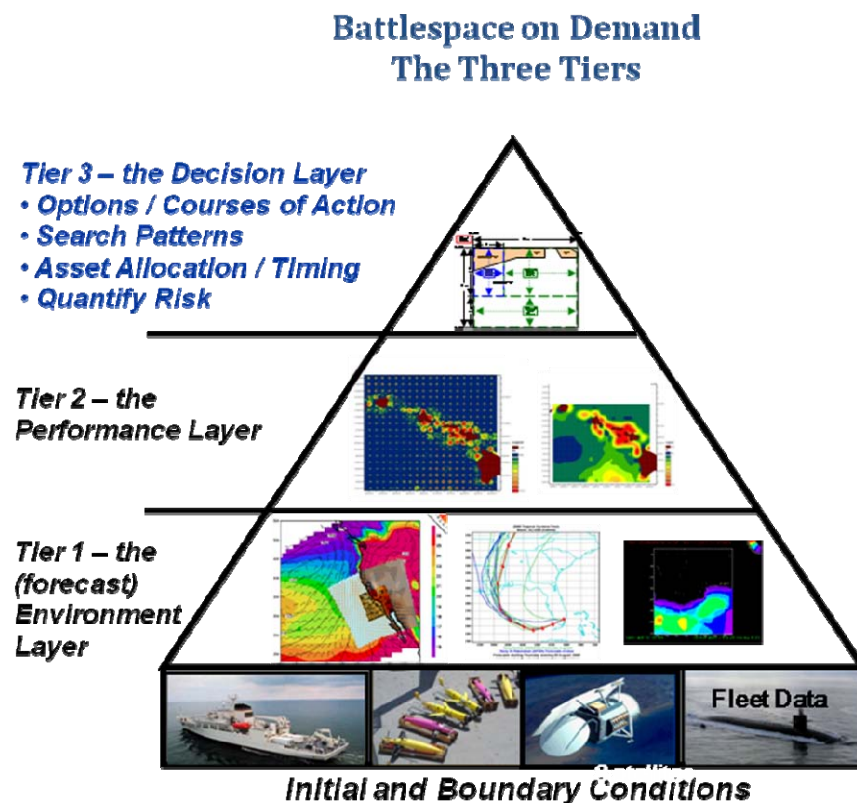 Battlespace on Demand
The Three Tiers
Tier 3 – the Decision Layer
• Options / Courses of Action
• Search Patterns
• Asset Allocation / Timing
• Quantify Risk
Tier 2 – the
Performance Layer
Tier 1 – the
(forecast)
Environment
Layer
Fleet Data
Satellites
Initial and Boundary Conditions